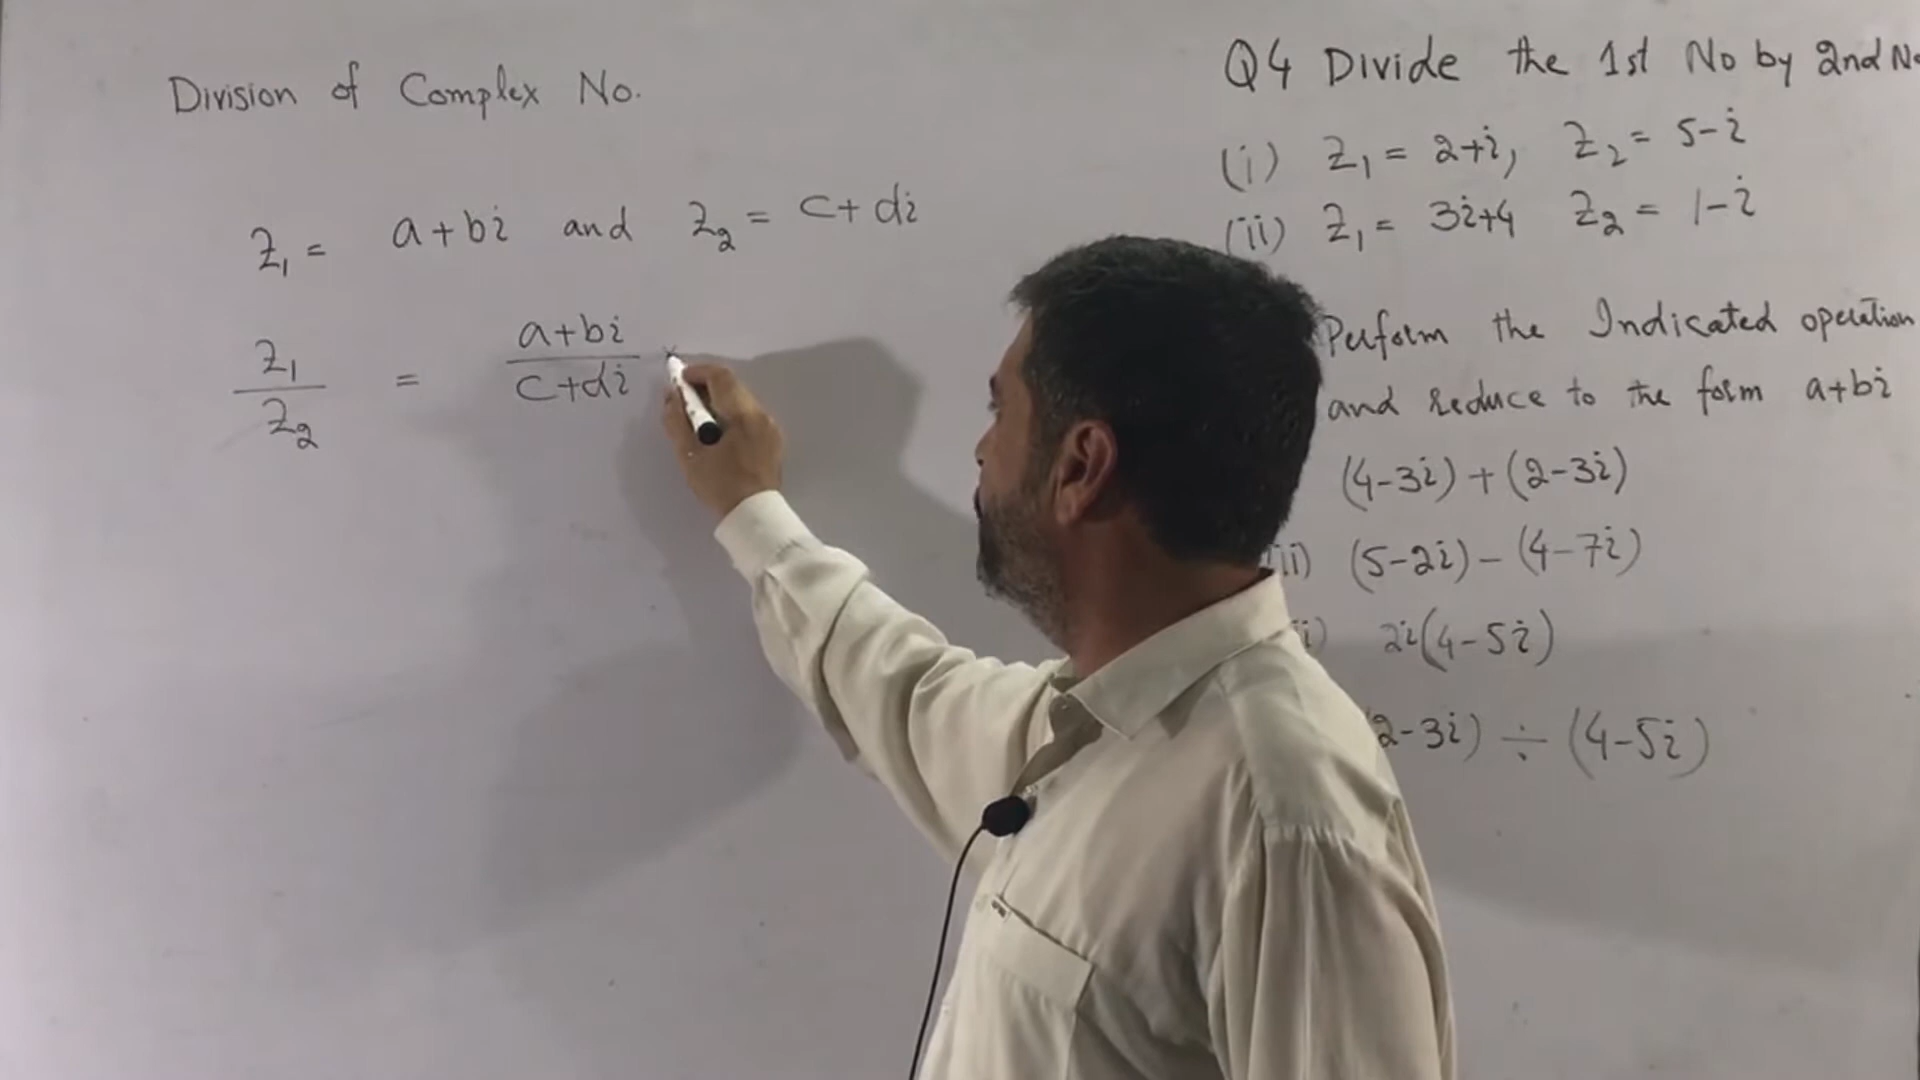 Division of Complex No.
z₁ = a+bi and z₂ = c+di
z₁/z₂ = a+bi/c+di ×
Q4 Divide the 1st No by 2nd No
(i) z₁ = 2+i, z₂ = 5-i
(ii) z₁ = 3i+4 z₂ = 1-i
Perform the Indicated operation
and reduce to the form a+bi
(4-3i)+(2-3i)
ii) (5-2i)-(4-7i)
i) 2i(4-5i)
2-3i) ÷ (4-5i)